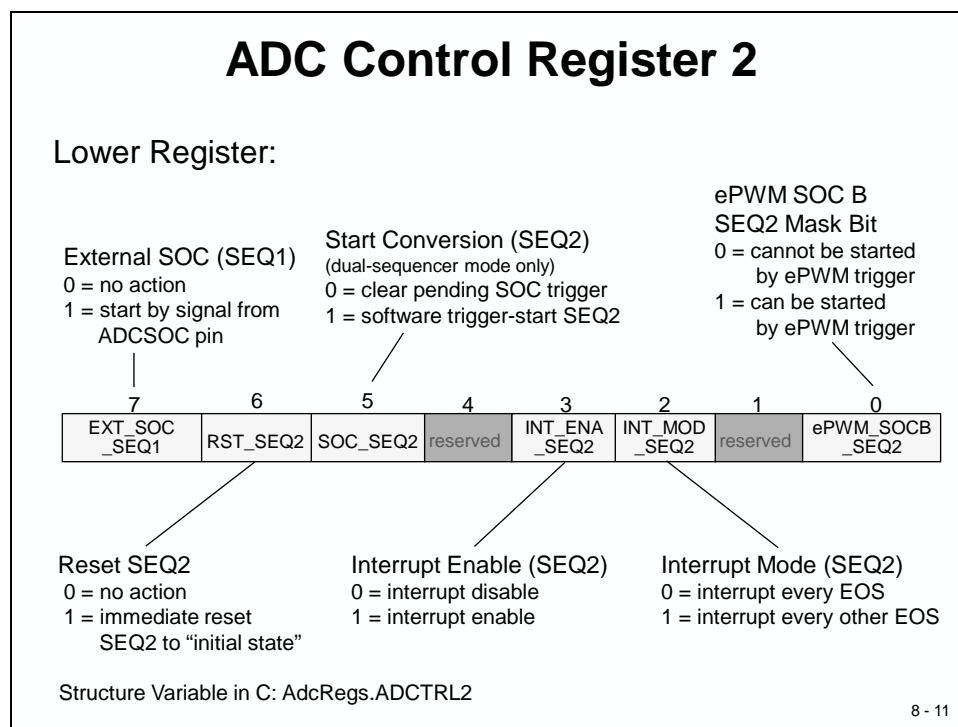 ADC Control Register 2
Lower Register:
External SOC (SEQ1)
0 = no action
1 = start by signal from
ADCSOC pin
Start Conversion (SEQ2)
(dual-sequencer mode only)
0 = clear pending SOC trigger
1 = software trigger-start SEQ2
ePWM SOC B
SEQ2 Mask Bit
0 = cannot be started
by ePWM trigger
1 = can be started
by ePWM trigger
7 6 5 4 3 2 1 0
EXT_SOC
_SEQ1
RST_SEQ2
SOC_SEQ2
reserved
INT_ENA
_SEQ2
INT_MOD
_SEQ2
reserved
ePWM_SOCB
_SEQ2
Reset SEQ2
0 = no action
1 = immediate reset
SEQ2 to “initial state”
Interrupt Enable (SEQ2)
0 = interrupt disable
1 = interrupt enable
Interrupt Mode (SEQ2)
0 = interrupt every EOS
1 = interrupt every other EOS
Structure Variable in C: AdcRegs.ADCTRL2
8 - 11